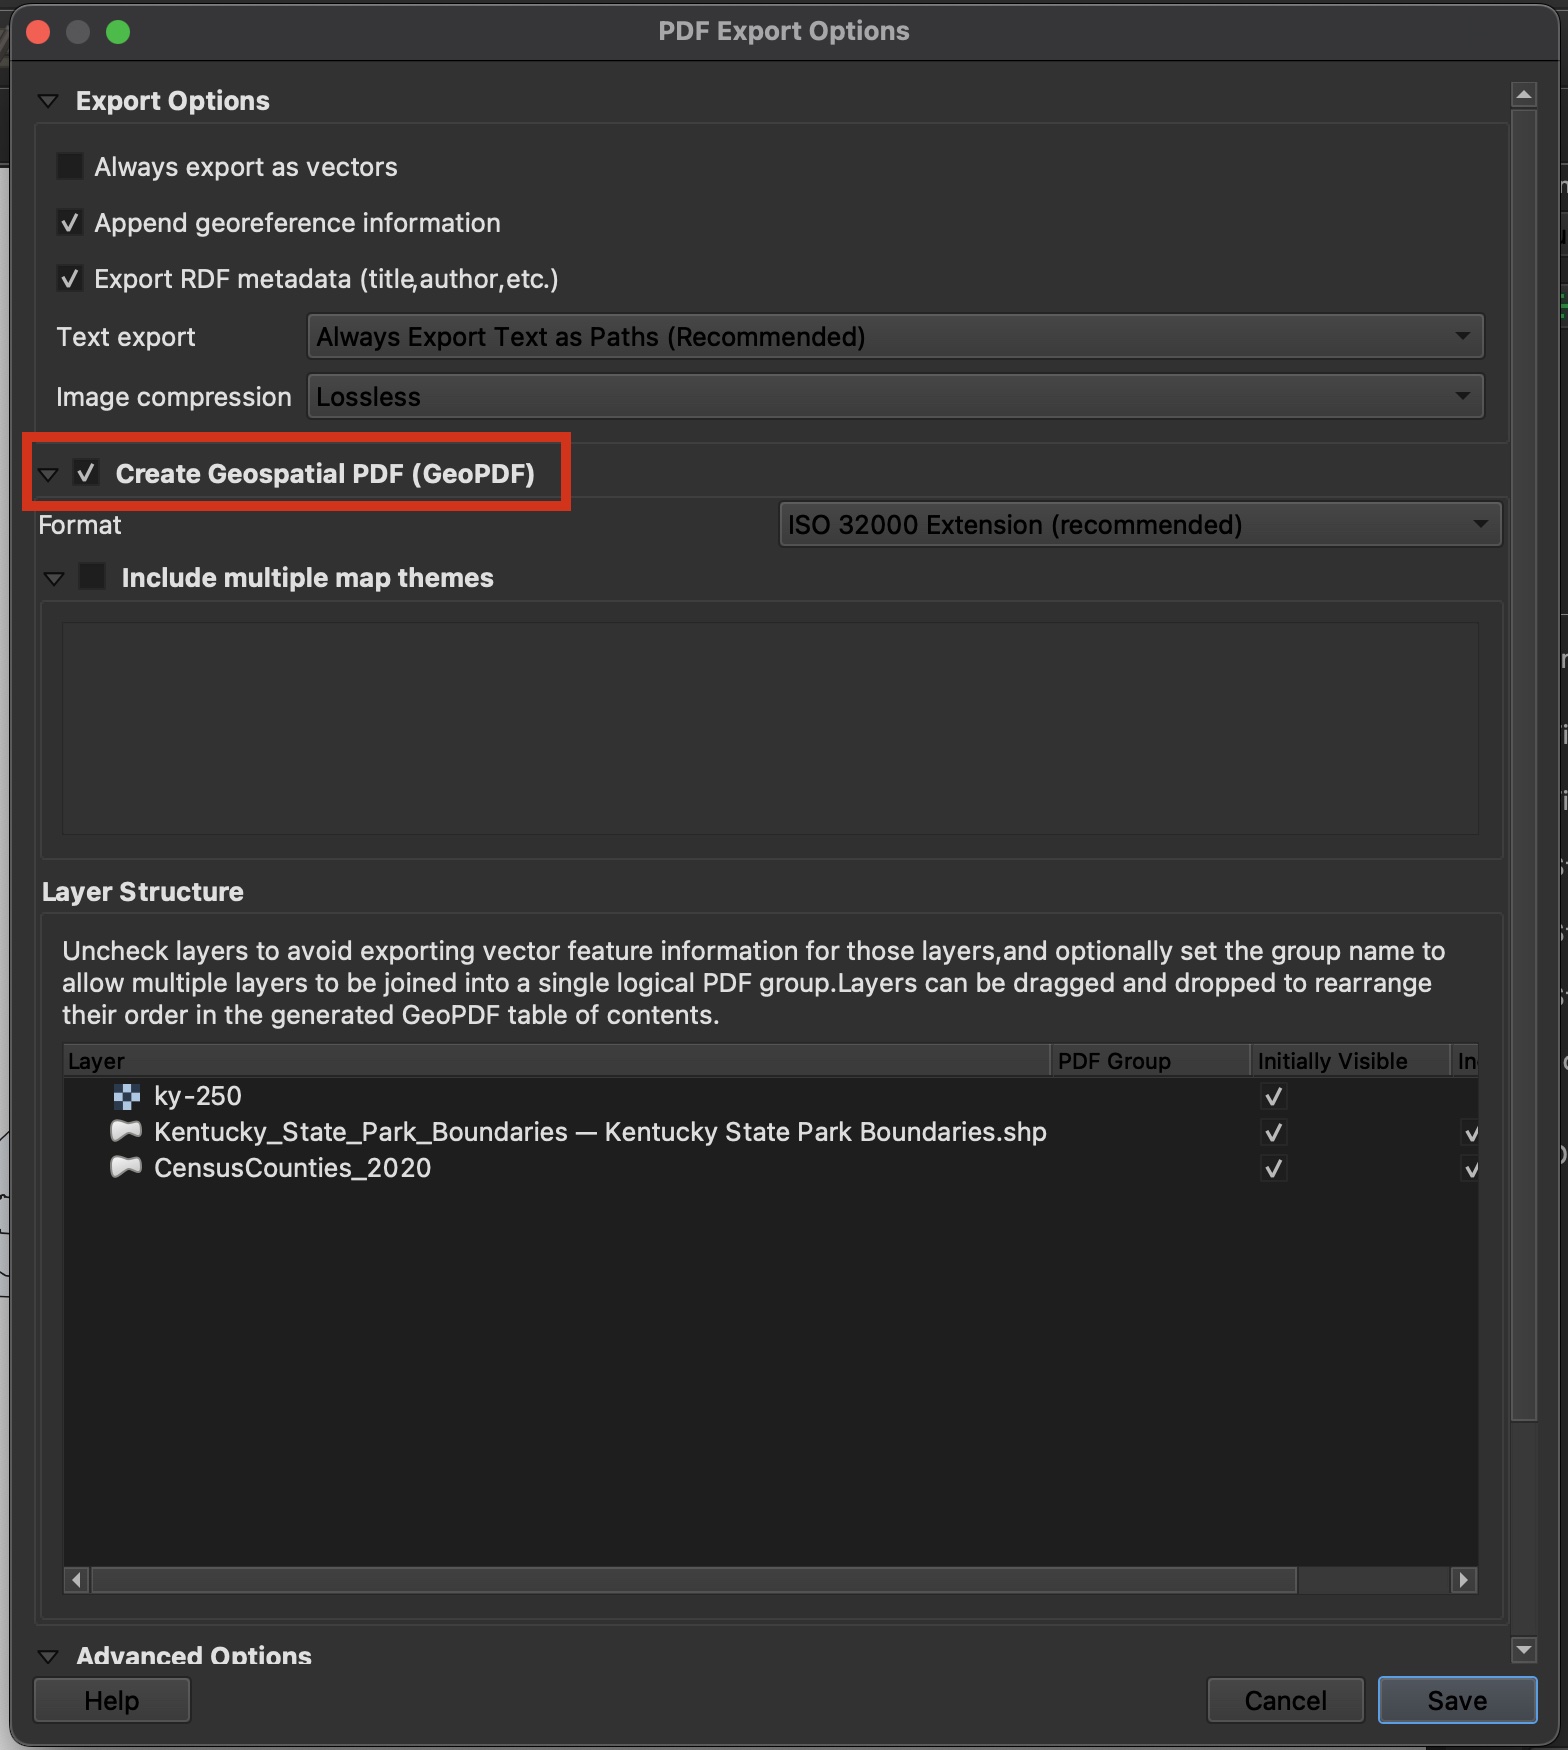 PDF Export Options
Export Options
Always export as vectors
Append georeference information
Export RDF metadata (title,author,etc.)
Text export Always Export Text as Paths (Recommended)
Image compression Lossless
Create Geospatial PDF (GeoPDF)
Format ISO 32000 Extension (recommended)
Include multiple map themes
Layer Structure
Uncheck layers to avoid exporting vector feature information for those layers,and optionally set the group name to
allow multiple layers to be joined into a single logical PDF group.Layers can be dragged and dropped to rearrange
their order in the generated GeoPDF table of contents.
Layer PDF Group Initially Visible
ky-250
Kentucky_State_Park_Boundaries — Kentucky State Park Boundaries.shp
CensusCounties_2020
Advanced Options
Help Cancel Save